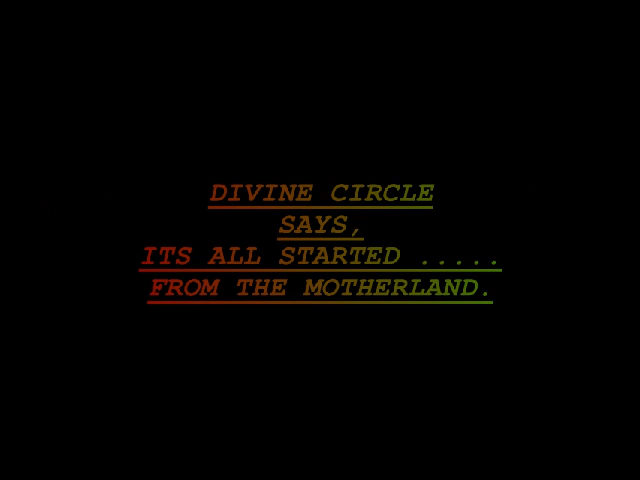 DIVINE CIRCLE
SAYS,
ITS ALL STARTED .....
FROM THE MOTHERLAND.